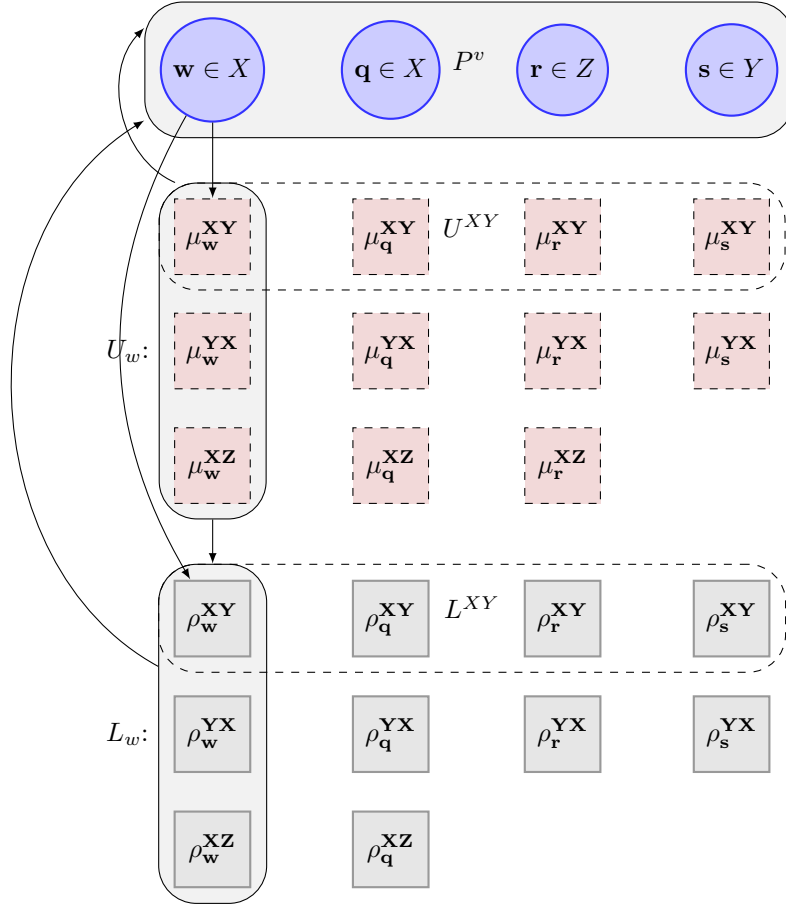 w ∈ X q ∈ X P^v r ∈ Z s ∈ Y
μ_w^XY μ_q^XY U^XY μ_r^XY μ_s^XY
U_w: μ_w^YX μ_q^YX μ_r^YX μ_s^YX
μ_w^XZ μ_q^XZ μ_r^XZ
ρ_w^XY ρ_q^XY L^XY ρ_r^XY ρ_s^XY
L_w: ρ_w^YX ρ_q^YX ρ_r^YX ρ_s^YX
ρ_w^XZ ρ_q^XZ